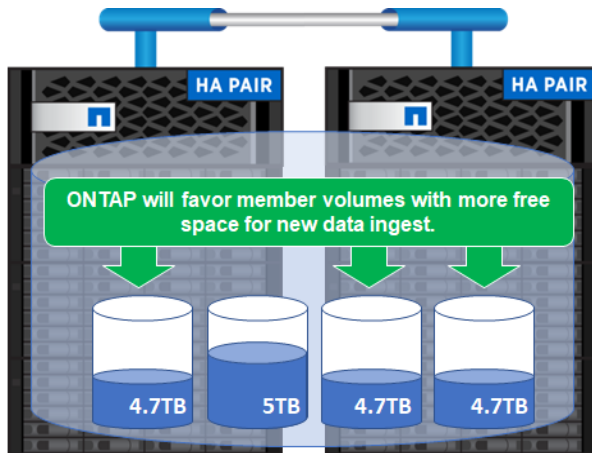 HA PAIR
HA PAIR
ONTAP will favor member volumes with more free
space for new data ingest.
4.7TB
5TB
4.7TB
4.7TB